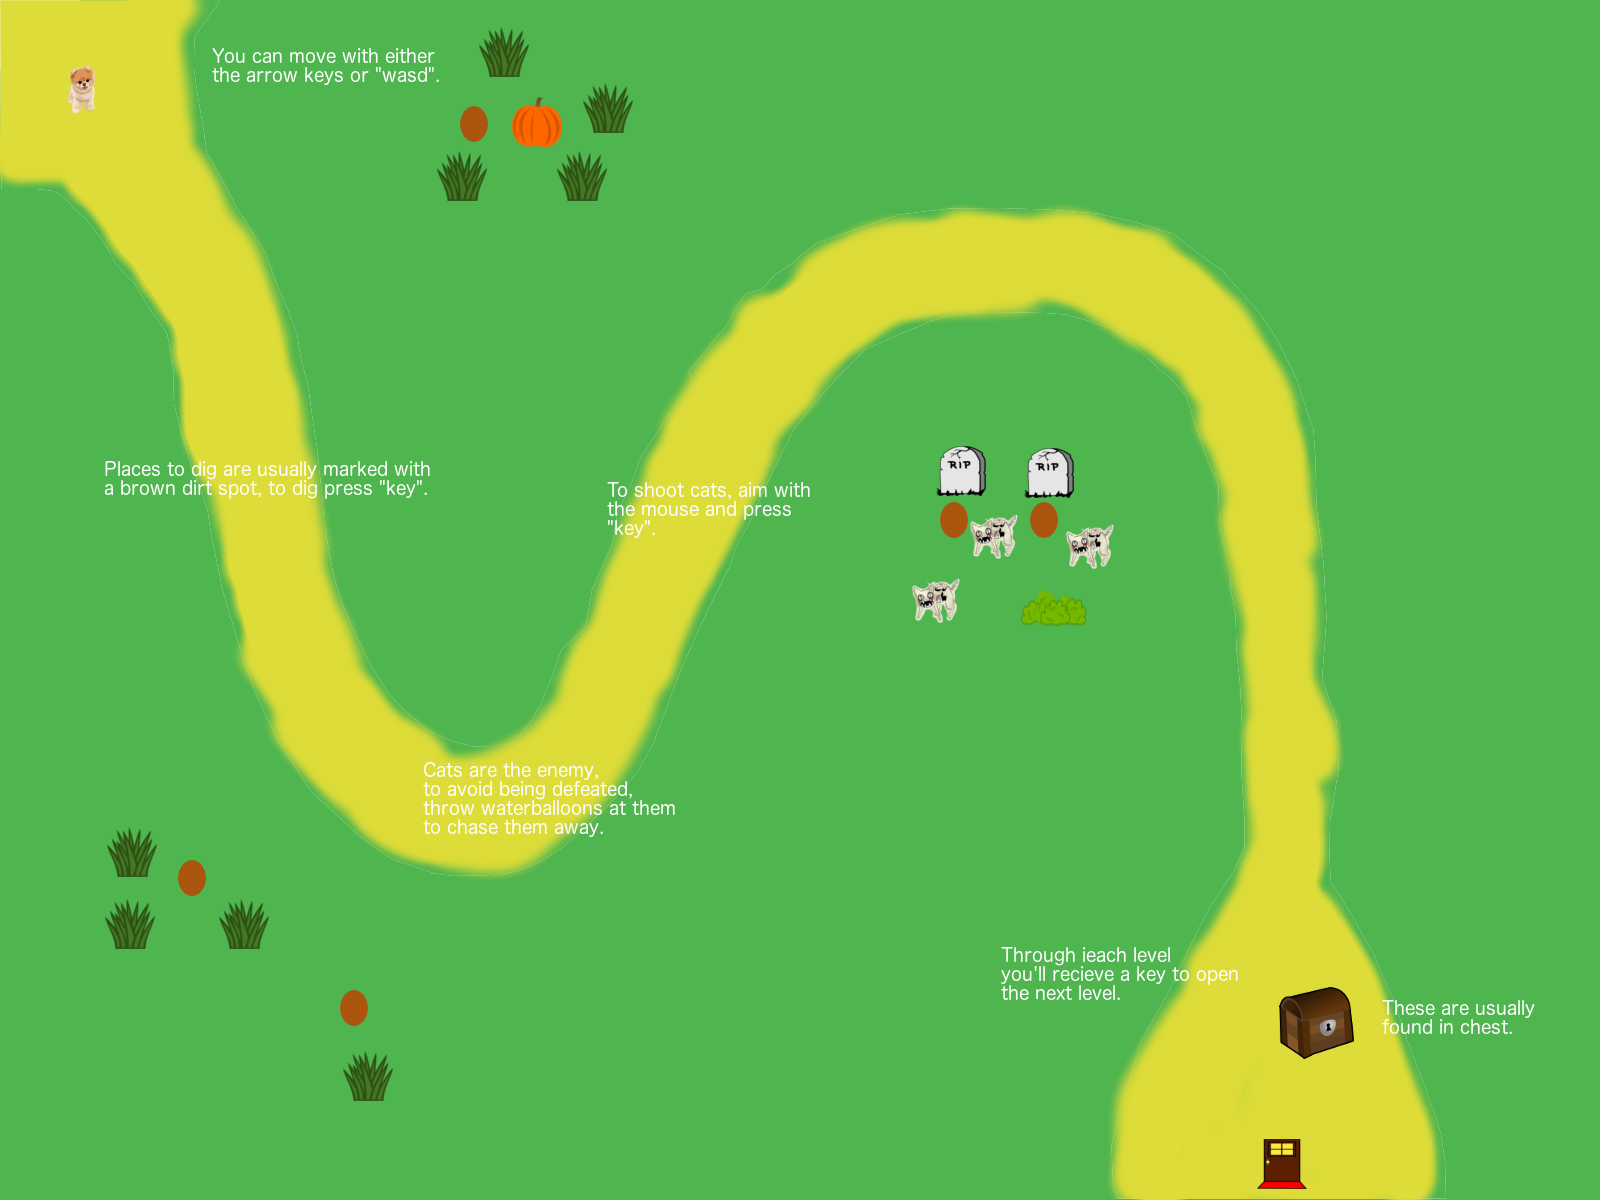 You can move with either
the arrow keys or "wasd".
Places to dig are usually marked with
a brown dirt spot, to dig press "key".
To shoot cats, aim with
the mouse and press
"key".
RIP
RIP
Cats are the enemy,
to avoid being defeated,
throw waterballoons at them
to chase them away.
Through ieach level
you'll recieve a key to open
the next level.
These are usually
found in chest.